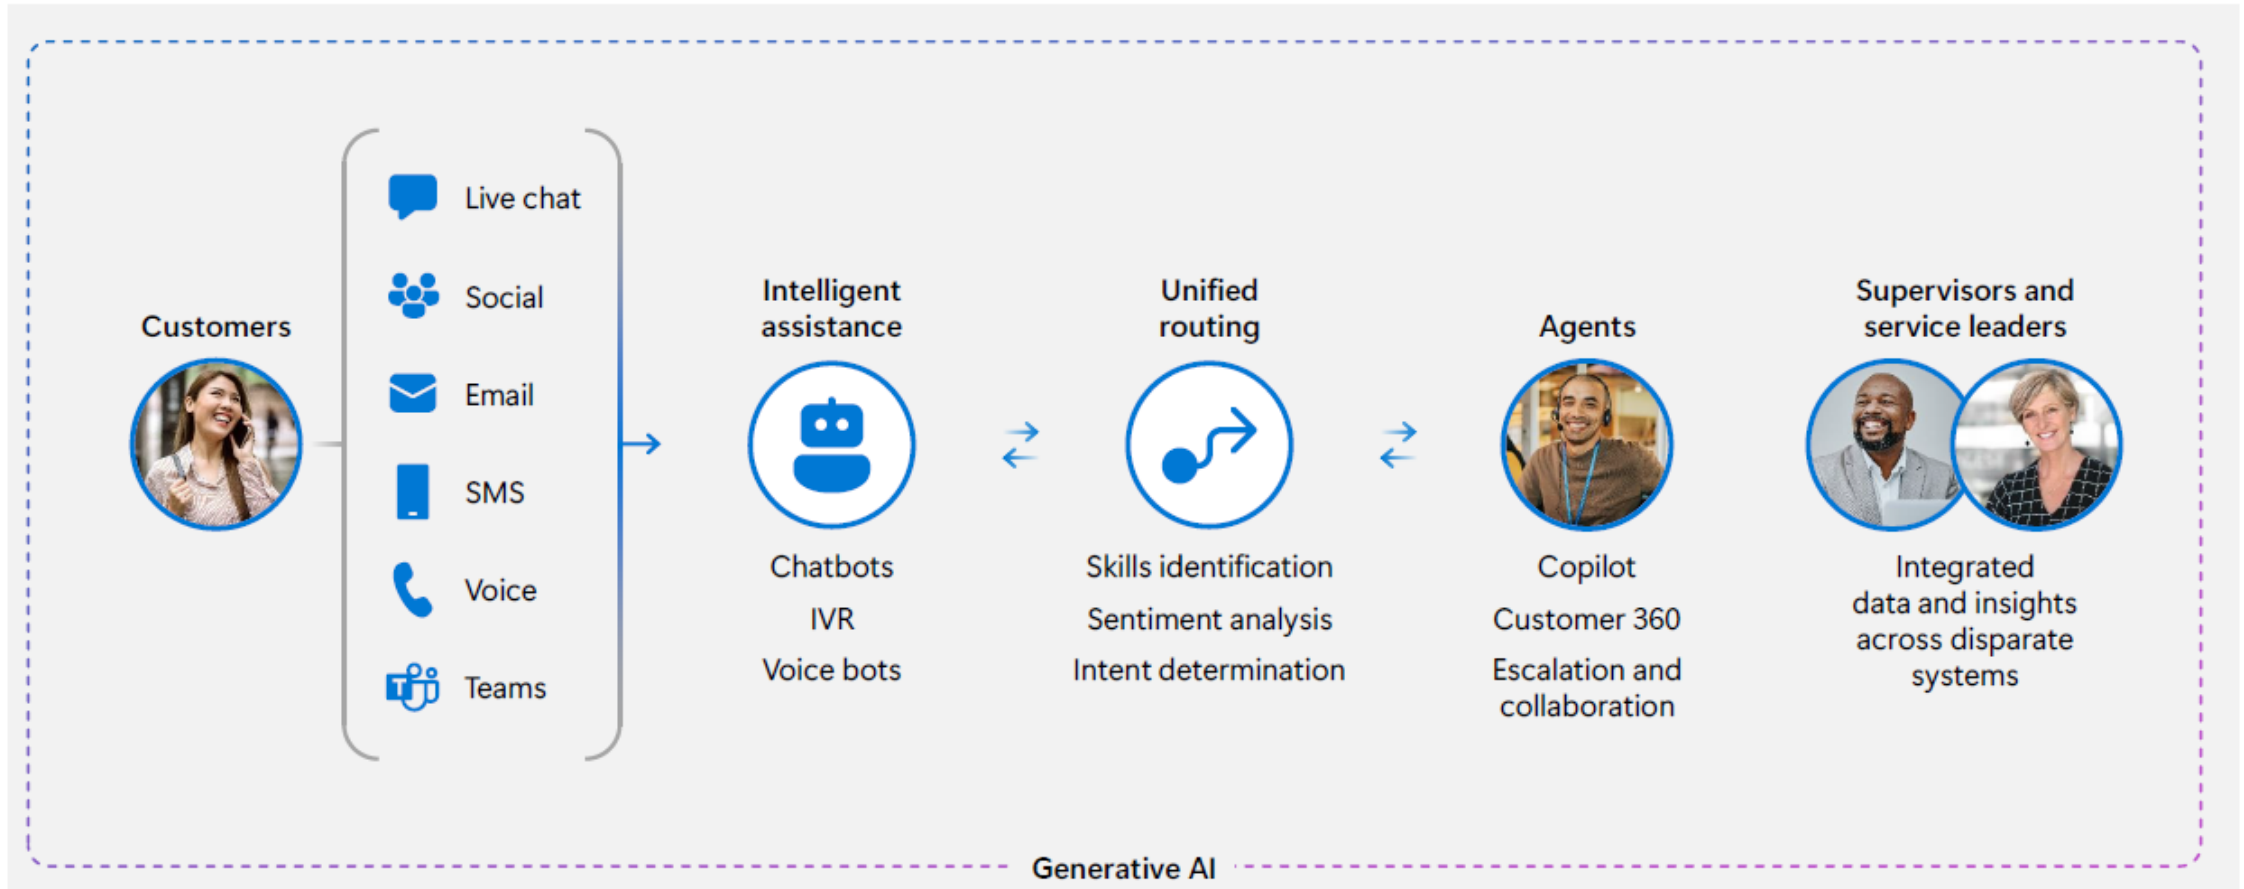 Customers
Live chat
Social
Email
SMS
Voice
T
Teams
Intelligent
assistance
Chatbots
IVR
Voice bots
Unified
routing
Skills identification
Sentiment analysis
Intent determination
Agents
Copilot
Customer 360
Escalation and
collaboration
Supervisors and
service leaders
Integrated
data and insights
across disparate
systems
Generative AI